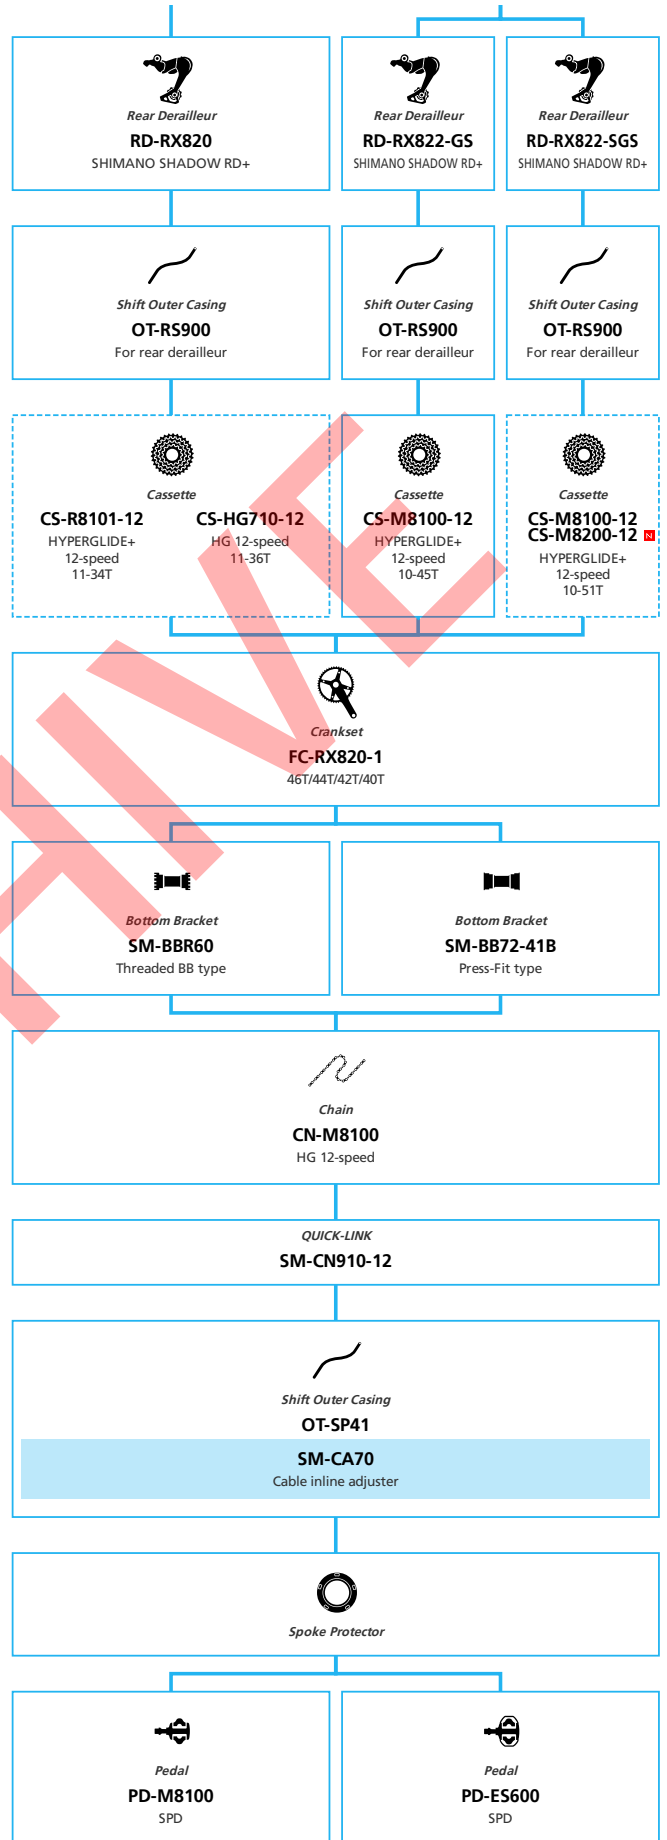 Rear Derailleur
RD-RX820
SHIMANO SHADOW RD+
Rear Derailleur
RD-RX822-GS
SHIMANO SHADOW RD+
Rear Derailleur
RD-RX822-SGS
SHIMANO SHADOW RD+
Shift Outer Casing
OT-RS900
For rear derailleur
Shift Outer Casing
OT-RS900
For rear derailleur
Shift Outer Casing
OT-RS900
For rear derailleur
Cassette
CS-R8101-12
HYPERGLIDE+
12-speed
11-34T
CS-HG710-12
HG 12-speed
11-36T
Cassette
CS-M8100-12
HYPERGLIDE+
12-speed
10-45T
Cassette
CS-M8100-12
CS-M8200-12 N
HYPERGLIDE+
12-speed
10-51T
Crankset
FC-RX820-1
46T/44T/42T/40T
Bottom Bracket
SM-BBR60
Threaded BB type
Bottom Bracket
SM-BB72-41B
Press-Fit type
Chain
CN-M8100
HG 12-speed
QUICK-LINK
SM-CN910-12
Shift Outer Casing
OT-SP41
SM-CA70
Cable inline adjuster
Spoke Protector
Pedal
PD-M8100
SPD
Pedal
PD-ES600
SPD
HIVE